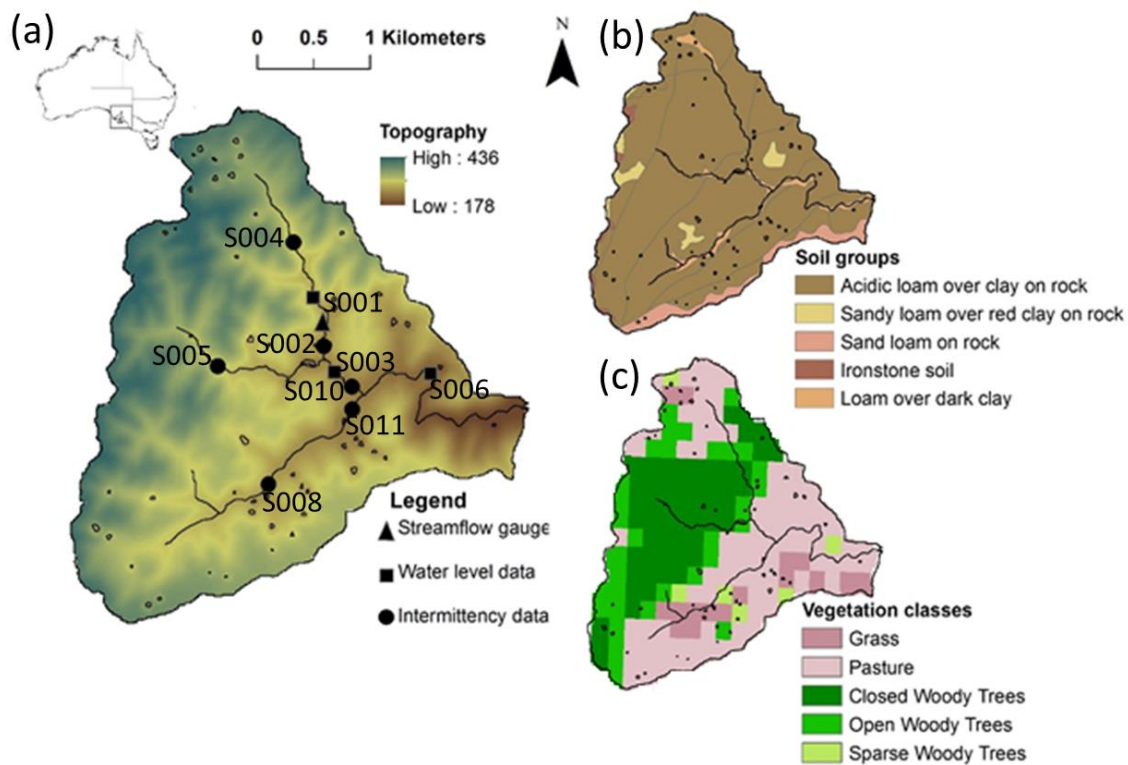 (a)
0 0.5 1 Kilometers
N
Topography
High : 436
Low : 178
S004
S001
S002
S005
S003
S010
S006
S011
S008
Legend
Streamflow gauge
Water level data
Intermittency data
(b)
Soil groups
Acidic loam over clay on rock
Sandy loam over red clay on rock
Sand loam on rock
Ironstone soil
Loam over dark clay
(c)
Vegetation classes
Grass
Pasture
Closed Woody Trees
Open Woody Trees
Sparse Woody Trees